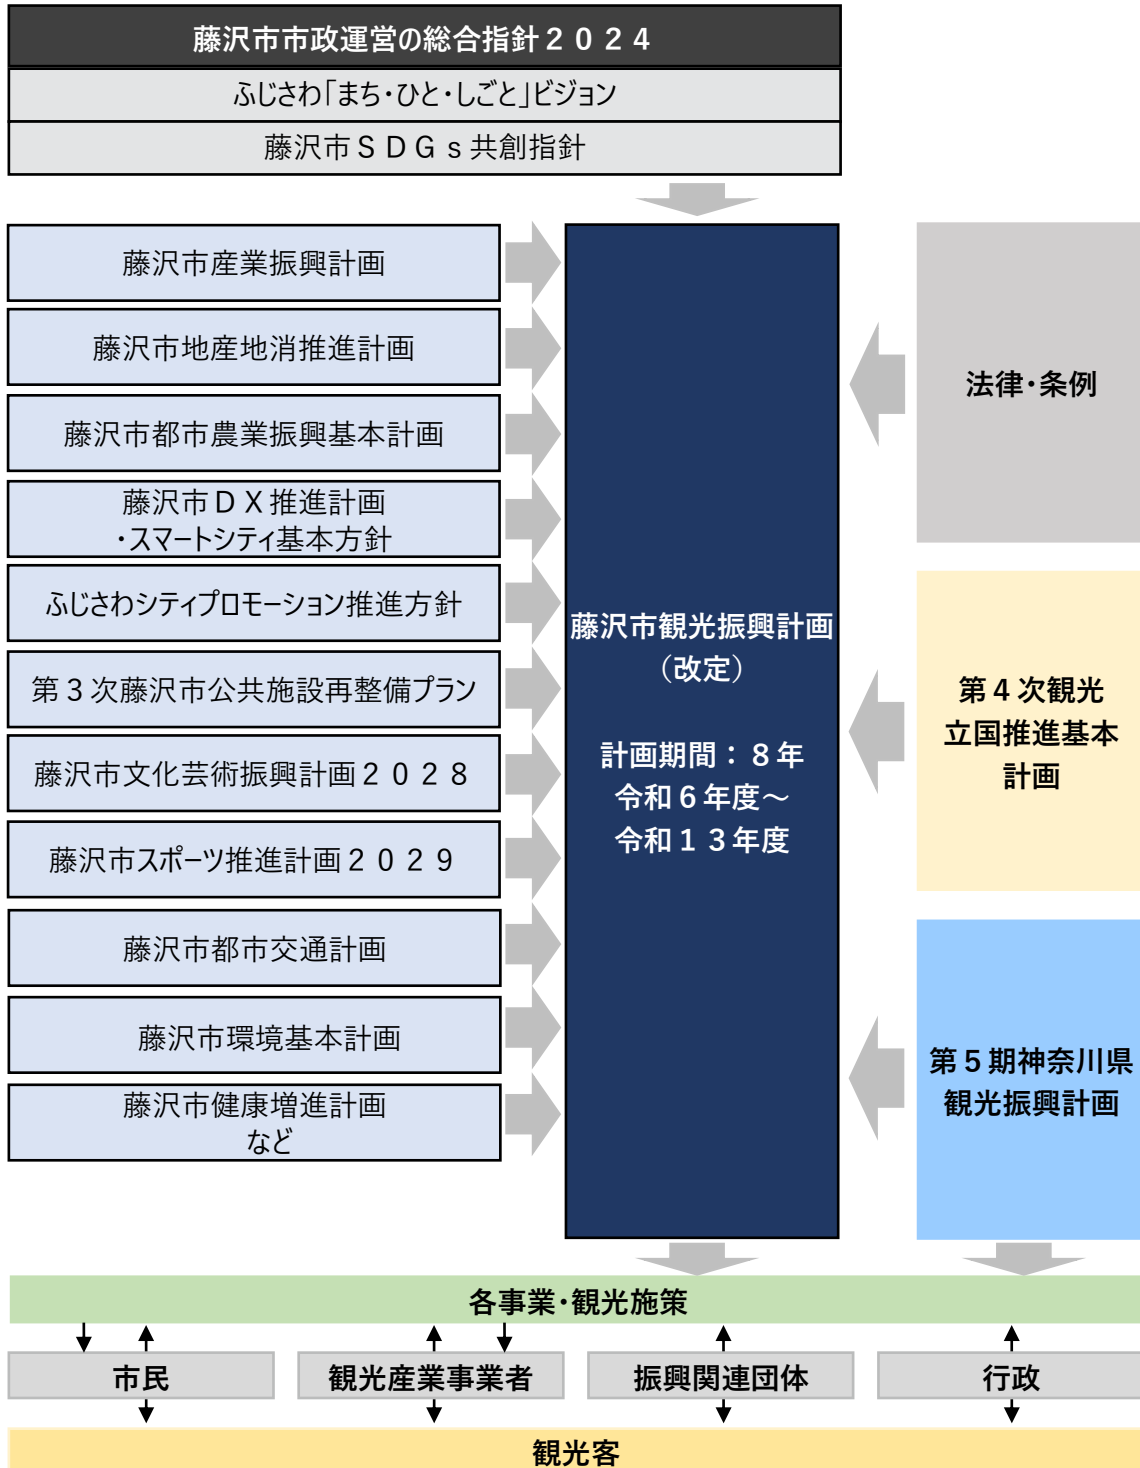 藤沢市市政運営の総合指針２０２４
ふじさわ「まち・ひと・しごと」ビジョン
藤沢市ＳＤＧｓ共創指針
藤沢市産業振興計画
藤沢市地産地消推進計画
藤沢市都市農業振興基本計画
藤沢市ＤＸ推進計画
・スマートシティ基本方針
ふじさわシティプロモーション推進方針
第３次藤沢市公共施設再整備プラン
藤沢市文化芸術振興計画２０２８
藤沢市スポーツ推進計画２０２９
藤沢市都市交通計画
藤沢市環境基本計画
藤沢市健康増進計画
など
藤沢市観光振興計画
（改定）
計画期間：８年
令和６年度～
令和１３年度
法律・条例
第４次観光
立国推進基本
計画
第５期神奈川県
観光振興計画
各事業・観光施策
市民
観光産業事業者
振興関連団体
行政
観光客